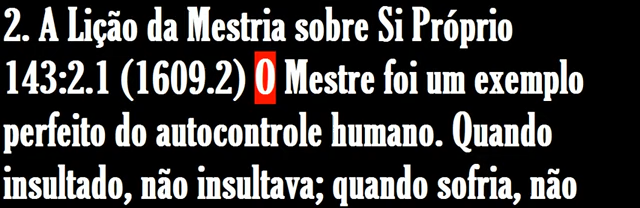 2. A Lição da Mestria sobre Si Próprio
143:2.1 (1609.2) O Mestre foi um exemplo
perfeito do autocontrole humano. Quando
insultado, não insultava; quando sofria, não